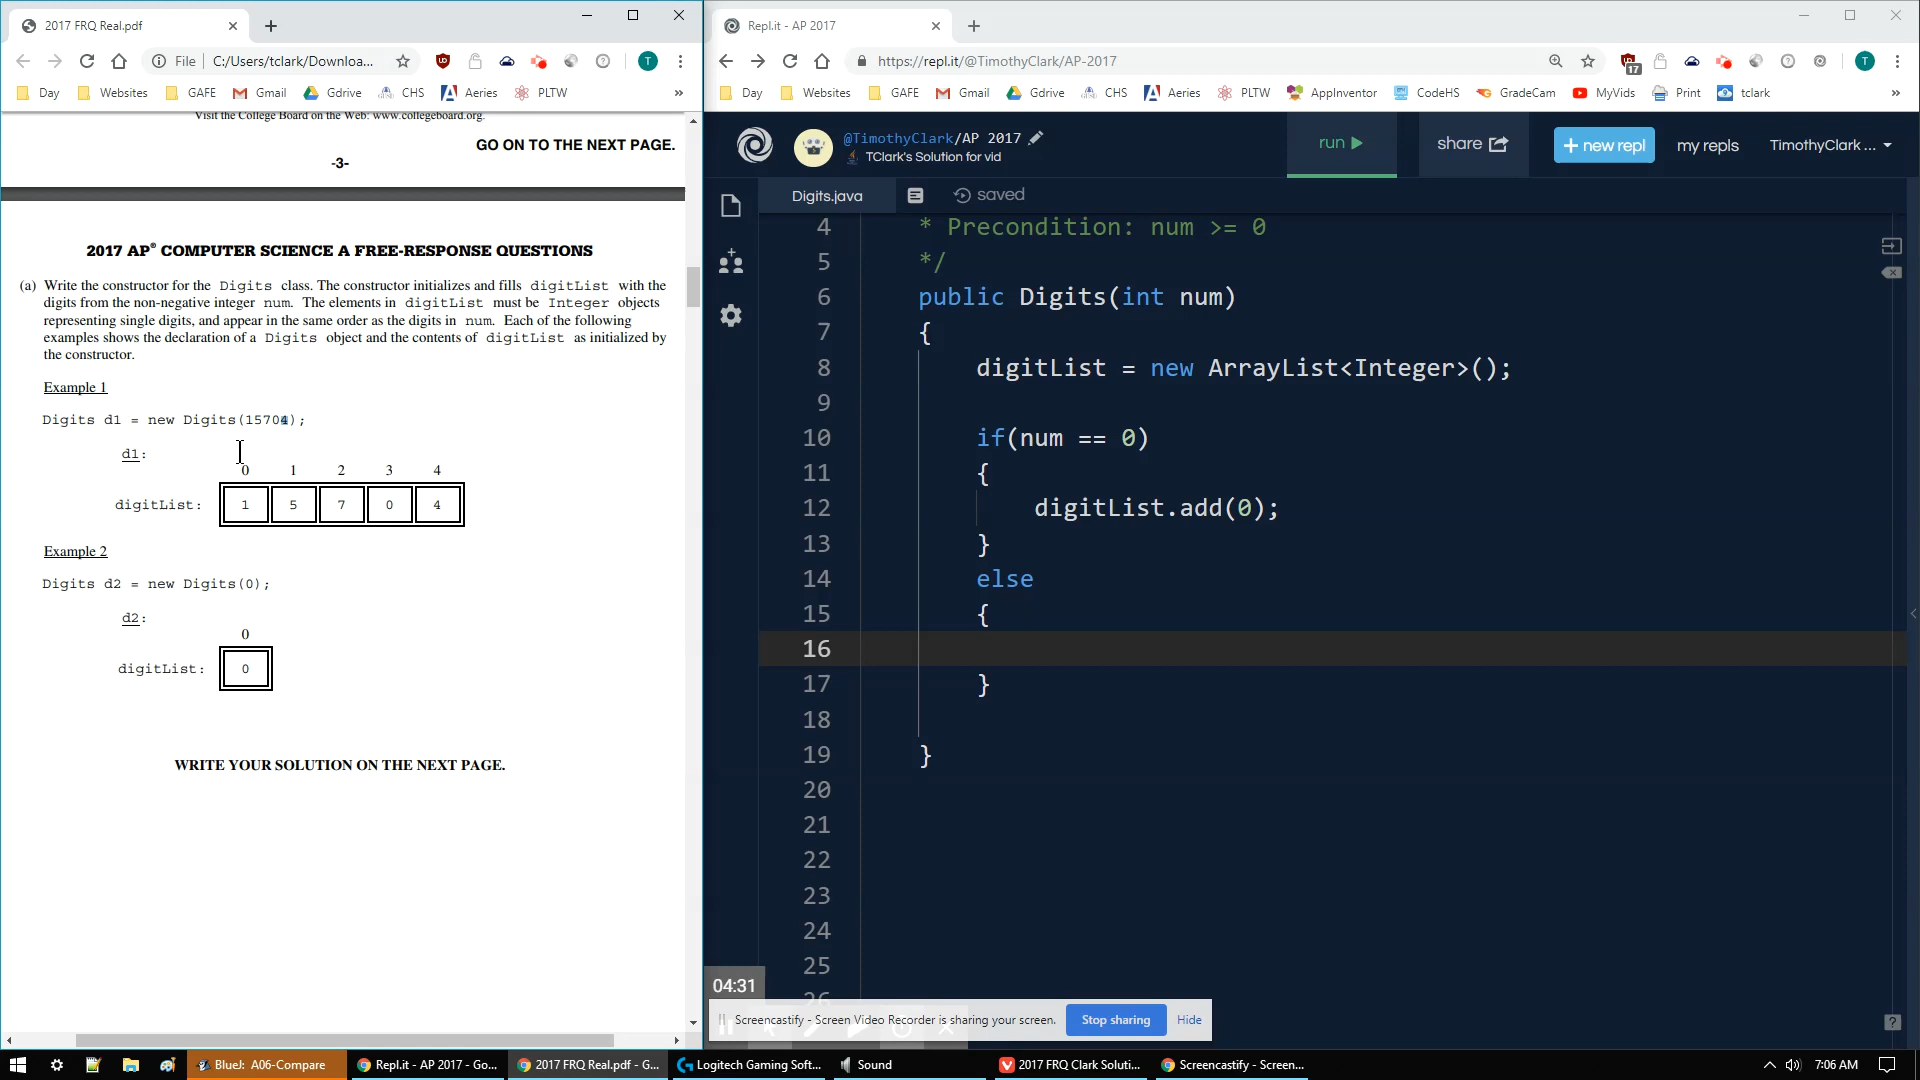 2017 FRQ Real.pdf
File
C:/Users/tclark/Downloa...
T
Day
Websites
GAFE
Gmail
Gdrive
CHS
Aeries
PLTW
»
Visit the College Board on the Web: www.collegeboard.org.
GO ON TO THE NEXT PAGE.
-3-
2017 AP® COMPUTER SCIENCE A FREE-RESPONSE QUESTIONS
(a) Write the constructor for the Digits class. The constructor initializes and fills digitList with the
digits from the non-negative integer num. The elements in digitList must be Integer objects
representing single digits, and appear in the same order as the digits in num. Each of the following
examples shows the declaration of a Digits object and the contents of digitList as initialized by
the constructor.
Example 1
Digits d1 = new Digits(15704);
d1:
0 1 2 3 4
digitList: 1 5 7 0 4
Example 2
Digits d2 = new Digits(0);
d2:
0
digitList: 0
WRITE YOUR SOLUTION ON THE NEXT PAGE.
Repl.it - AP 2017
https://repl.it/@TimothyClark/AP-2017
17
T
Day
Websites
GAFE
Gmail
Gdrive
CHS
Aeries
PLTW
AppInventor
CodeHS
GradeCam
MyVids
Print
tclark
»
@TimothyClark/AP 2017
TClark's Solution for vid
run
share
+ new repl
my repls
TimothyClark ...
Digits.java
saved
4 * Precondition: num >= 0
5 */
6 public Digits(int num)
7 {
8 digitList = new ArrayList<Integer>();
9
10 if(num == 0)
11 {
12 digitList.add(0);
13 }
14 else
15 {
16
17 }
18
19 }
20
21
22
23
24
25
26
04:31
Screencastify - Screen Video Recorder is sharing your screen.
Stop sharing
Hide
?
BlueJ: A06-Compare
Repl.it - AP 2017 - Go...
2017 FRQ Real.pdf - G...
Logitech Gaming Soft...
Sound
2017 FRQ Clark Soluti...
Screencastify - Screen...
7:06 AM